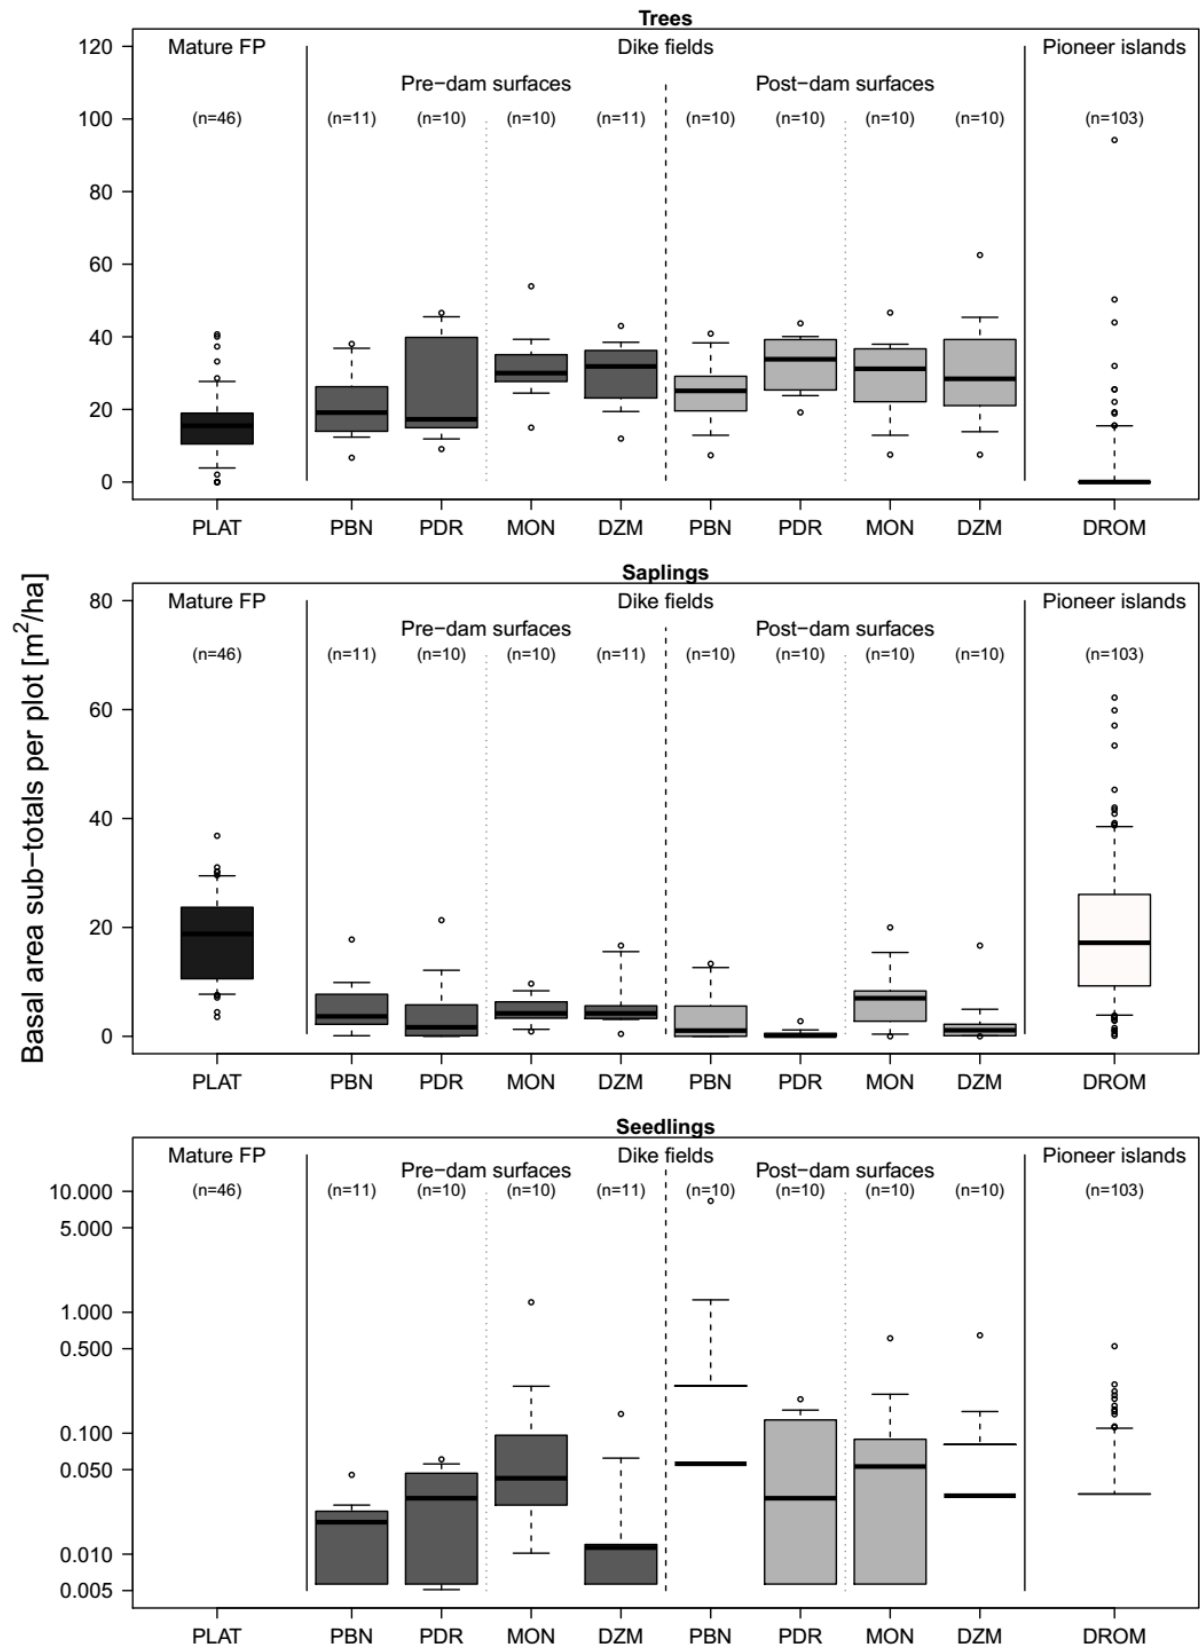 Trees
Mature FP Dike fields Pioneer islands
Pre-dam surfaces Post-dam surfaces
(n=46) (n=11) (n=10) (n=10) (n=11) (n=10) (n=10) (n=10) (n=10) (n=103)
120
100
80
60
40
20
0
PLAT PBN PDR MON DZM PBN PDR MON DZM DROM
Basal area sub-totals per plot [m²/ha]
Saplings
Mature FP Dike fields Pioneer islands
Pre-dam surfaces Post-dam surfaces
(n=46) (n=11) (n=10) (n=10) (n=11) (n=10) (n=10) (n=10) (n=10) (n=103)
80
60
40
20
0
PLAT PBN PDR MON DZM PBN PDR MON DZM DROM
Seedlings
Mature FP Dike fields Pioneer islands
Pre-dam surfaces Post-dam surfaces
(n=46) (n=11) (n=10) (n=10) (n=11) (n=10) (n=10) (n=10) (n=10) (n=103)
10.000
5.000
1.000
0.500
0.100
0.050
0.010
0.005
PLAT PBN PDR MON DZM PBN PDR MON DZM DROM